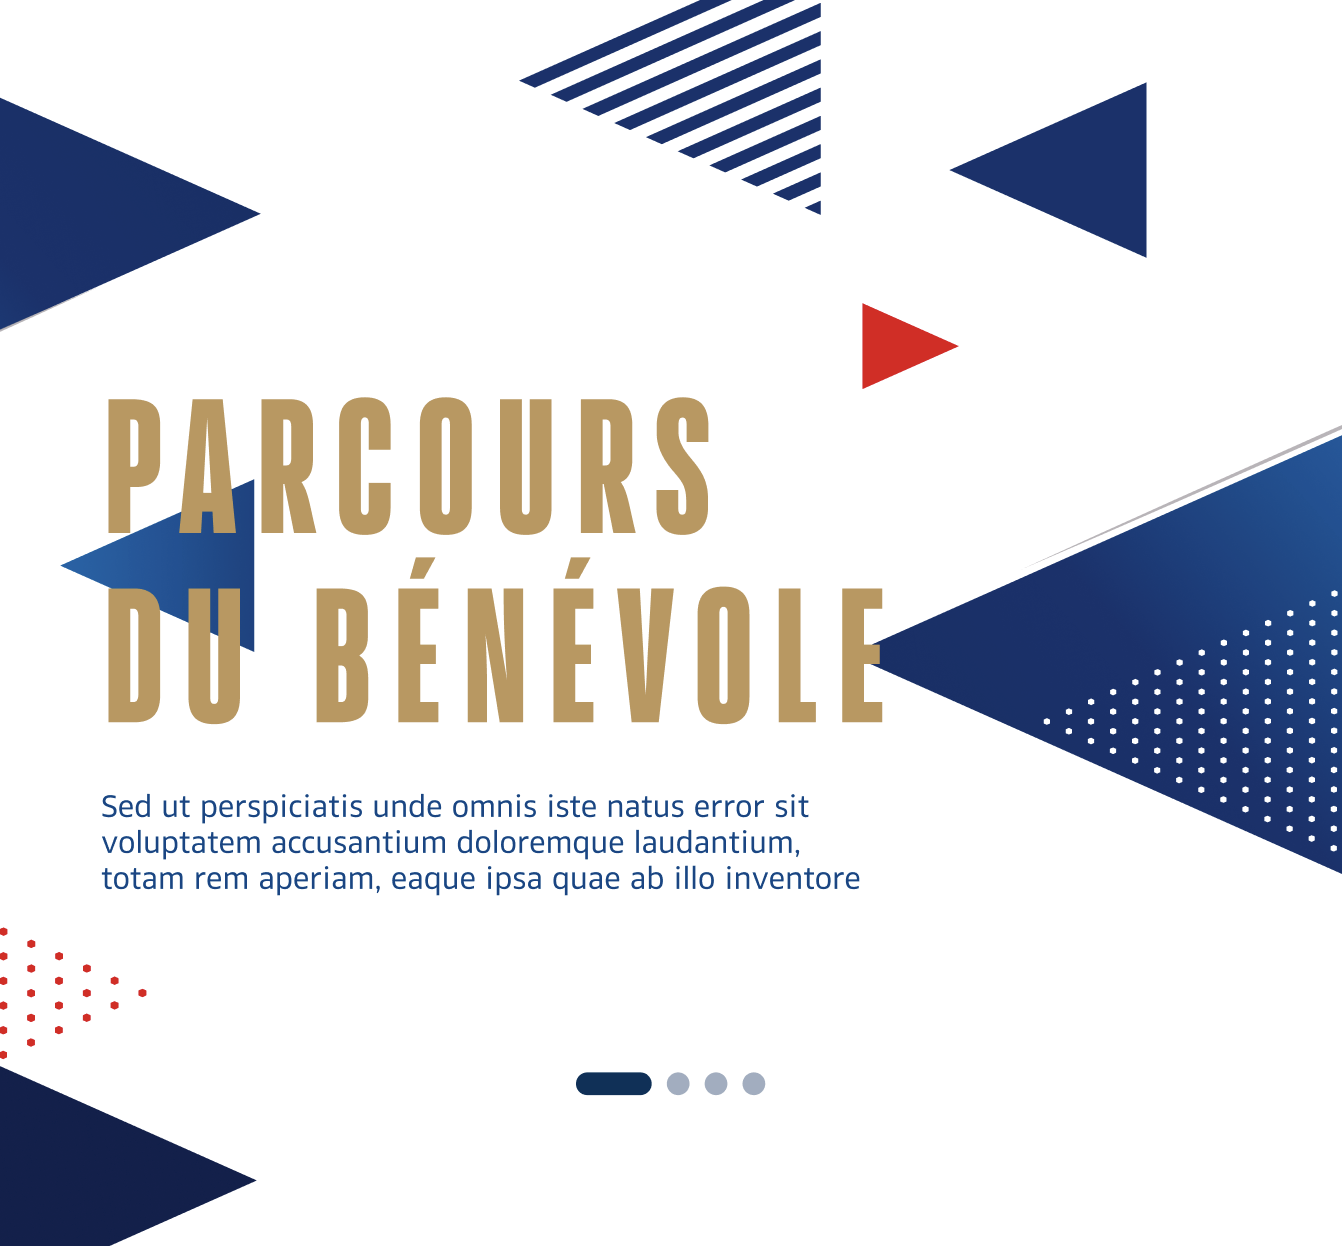 PARCOURS
DU BÉNÉVOLE
Sed ut perspiciatis unde omnis iste natus error sit
voluptatem accusantium doloremque laudantium,
totam rem aperiam, eaque ipsa quae ab illo inventore